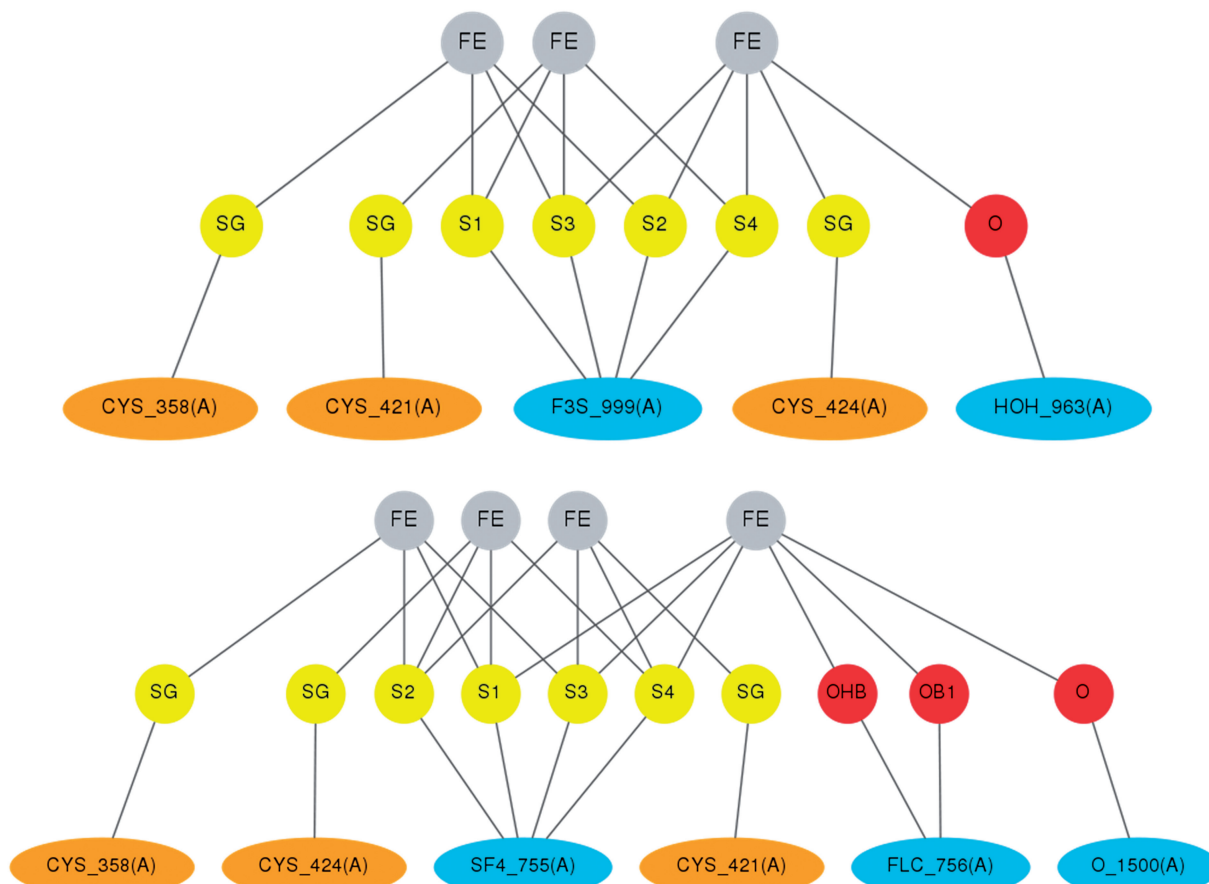 FE FE FE
SG SG S1 S3 S2 S4 SG O
CYS_358(A) CYS_421(A) F3S_999(A) CYS_424(A) HOH_963(A)
FE FE FE FE
SG SG S2 S1 S3 S4 SG OHB OB1 O
CYS_358(A) CYS_424(A) SF4_755(A) CYS_421(A) FLC_756(A) O_1500(A)